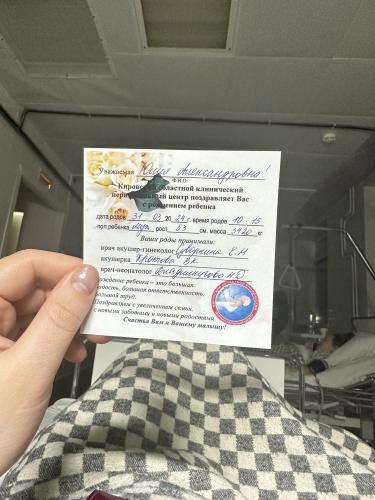 Уважаемая Юлия Александровна!
Ф.И.О.
Кировский областной клинический
перинатальный центр поздравляет Вас
с рождением ребенка
дата родов 31 03 2024г. время родов 10-15
пол ребенка рост 53 см. масса 3920 кг.
Ваши роды принимали:
врач акушер-гинеколог Суворкина Е.Н
акушерка Кротова
врач-неонатолог
Рождение ребенка – это большая
радость, большая ответственность,
большой труд.
Поздравляем с увеличением семьи,
с новыми заботами и новыми радостями
Счастья Вам и Вашему малышу!